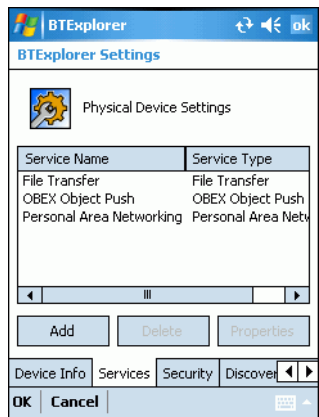 BTExplorer ok
BTExplorer Settings
Physical Device Settings
Service Name Service Type
File Transfer File Transfer
OBEX Object Push OBEX Object Push
Personal Area Networking Personal Area Netw
Add Delete Properties
Device Info Services Security Discover
OK Cancel